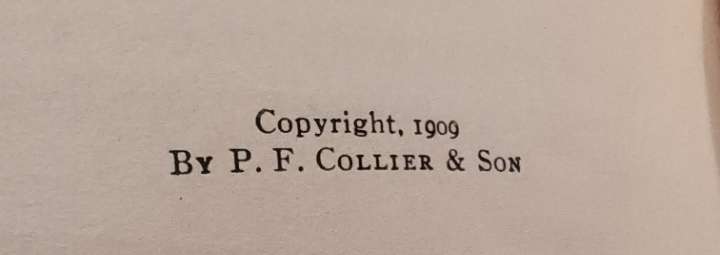 Copyright, 1909
By P. F. Collier & Son